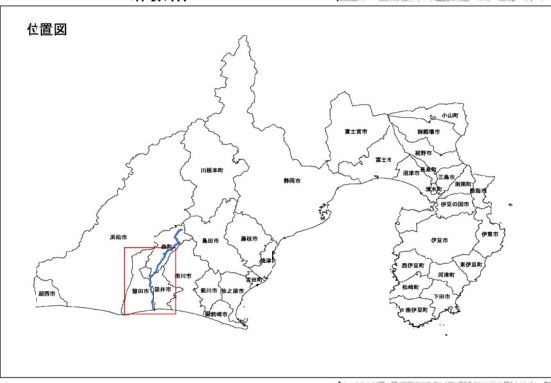 位置図
小山町
富士宮市
御殿場市
裾野市
富士市
川根本町
沼津市
長泉町
静岡市
三島市
清水町
函南町
熱海市
伊豆の国市
浜松市
森町
島田市
藤枝市
伊豆市
伊東市
焼津市
西伊豆町
東伊豆町
掛川市
吉田町
河津町
湖西市
磐田市
袋井市
菊川市
牧之原市
松崎町
下田市
御前崎市
南伊豆町